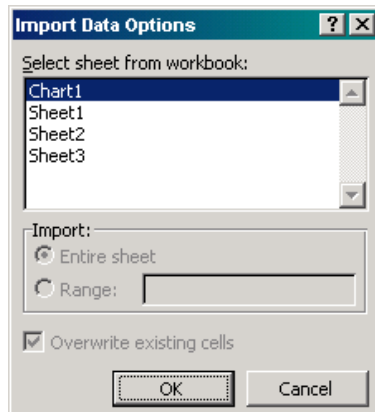 Import Data Options
Select sheet from workbook:
Chart1
Sheet1
Sheet2
Sheet3
Import:
Entire sheet
Range:
Overwrite existing cells
OK Cancel